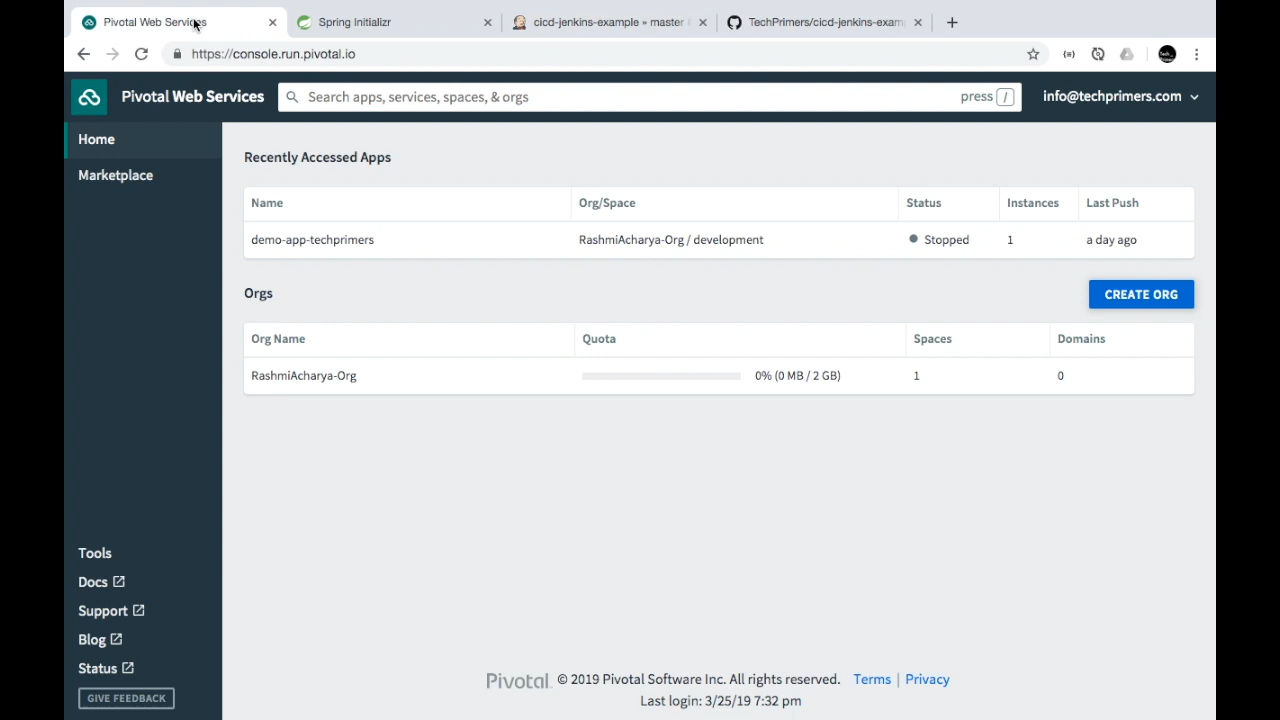 Pivotal Web Services
Spring Initializr
cicd-jenkins-example » master
TechPrimers/cicd-jenkins-exam
https://console.run.pivotal.io
Pivotal Web Services
Search apps, services, spaces, & orgs
press /
info@techprimers.com
Home
Marketplace
Recently Accessed Apps
Name Org/Space Status Instances Last Push
demo-app-techprimers RashmiAcharya-Org / development Stopped 1 a day ago
Orgs
CREATE ORG
Org Name Quota Spaces Domains
RashmiAcharya-Org 0% (0 MB / 2 GB) 1 0
Tools
Docs
Support
Blog
Status
GIVE FEEDBACK
Pivotal. © 2019 Pivotal Software Inc. All rights reserved. Terms | Privacy
Last login: 3/25/19 7:32 pm